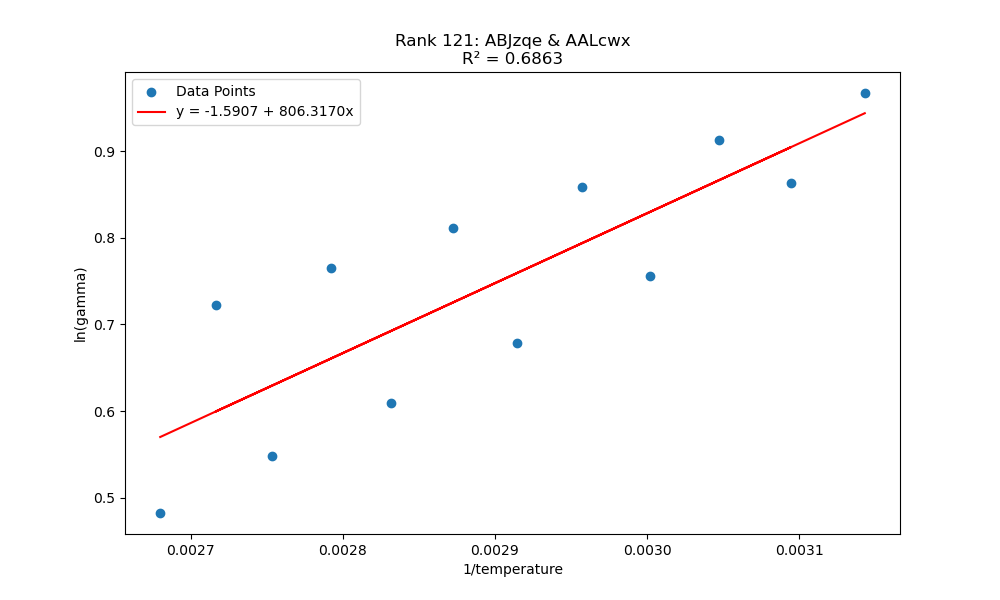 Rank 121: ABJzqe & AALcwx
R² = 0.6863
Data Points
y = -1.5907 + 806.3170x
ln(gamma)
0.9
0.8
0.7
0.6
0.5
0.0027
0.0028
0.0029
0.0030
0.0031
1/temperature